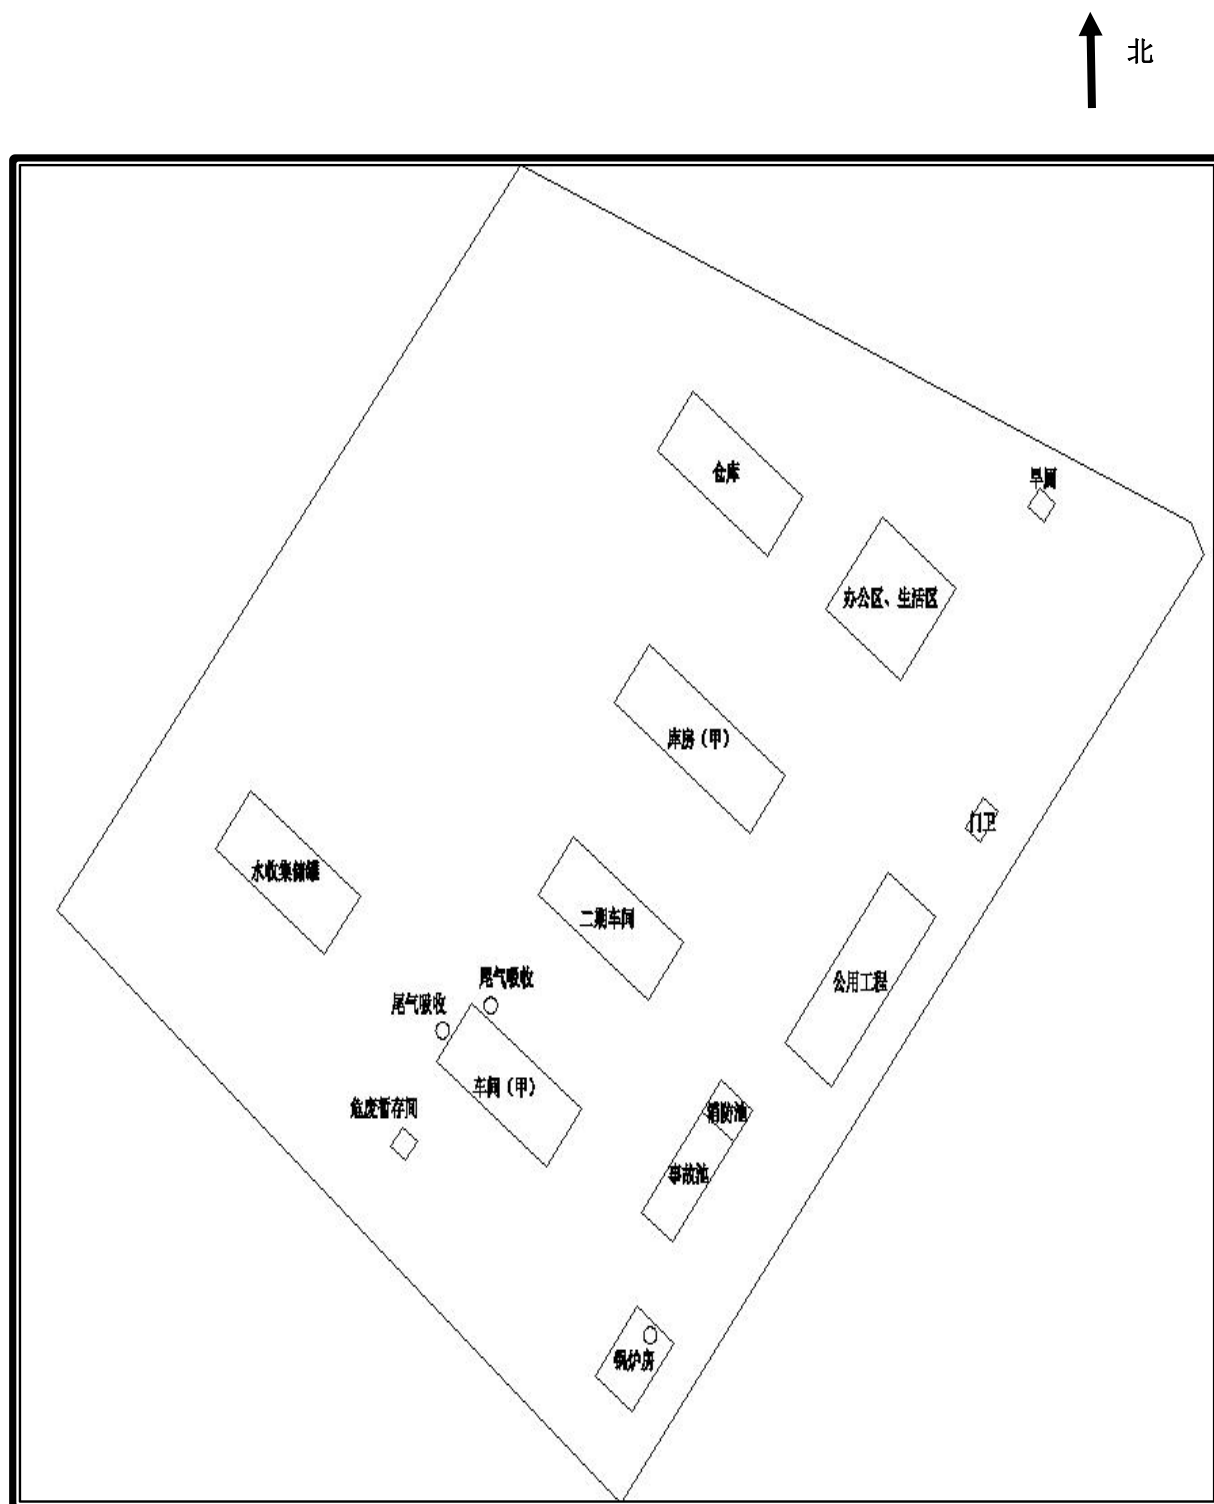 北
仓库
旱厕
办公区、生活区
库房（甲）
门卫
水收集储罐
二期车间
尾气吸收
公用工程
尾气吸收
车间（甲）
危废暂存间
消防池
事故池
锅炉房